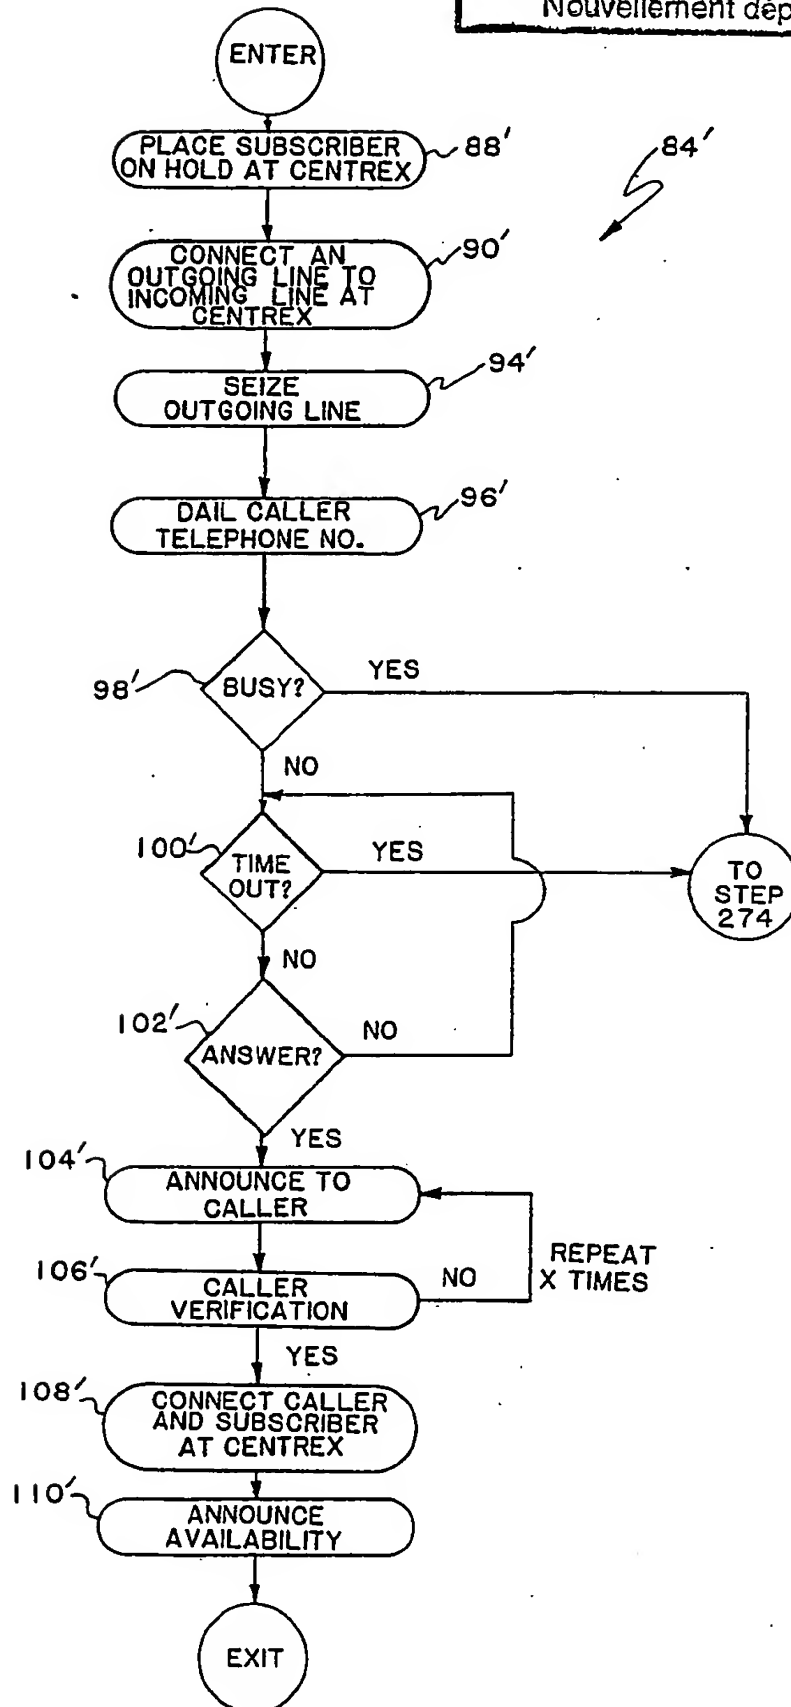 Nouvellement dép
ENTER
PLACE SUBSCRIBER
ON HOLD AT CENTREX
88'
84'
CONNECT AN
OUTGOING LINE TO
INCOMING LINE AT
CENTREX
90'
SEIZE
OUTGOING LINE
94'
DAIL CALLER
TELEPHONE NO.
96'
98'
BUSY?
YES
NO
100'
TIME
OUT?
YES
TO
STEP
274
NO
102'
ANSWER?
NO
YES
104'
ANNOUNCE TO
CALLER
REPEAT
X TIMES
106'
CALLER
VERIFICATION
NO
YES
108'
CONNECT CALLER
AND SUBSCRIBER
AT CENTREX
110'
ANNOUNCE
AVAILABILITY
EXIT